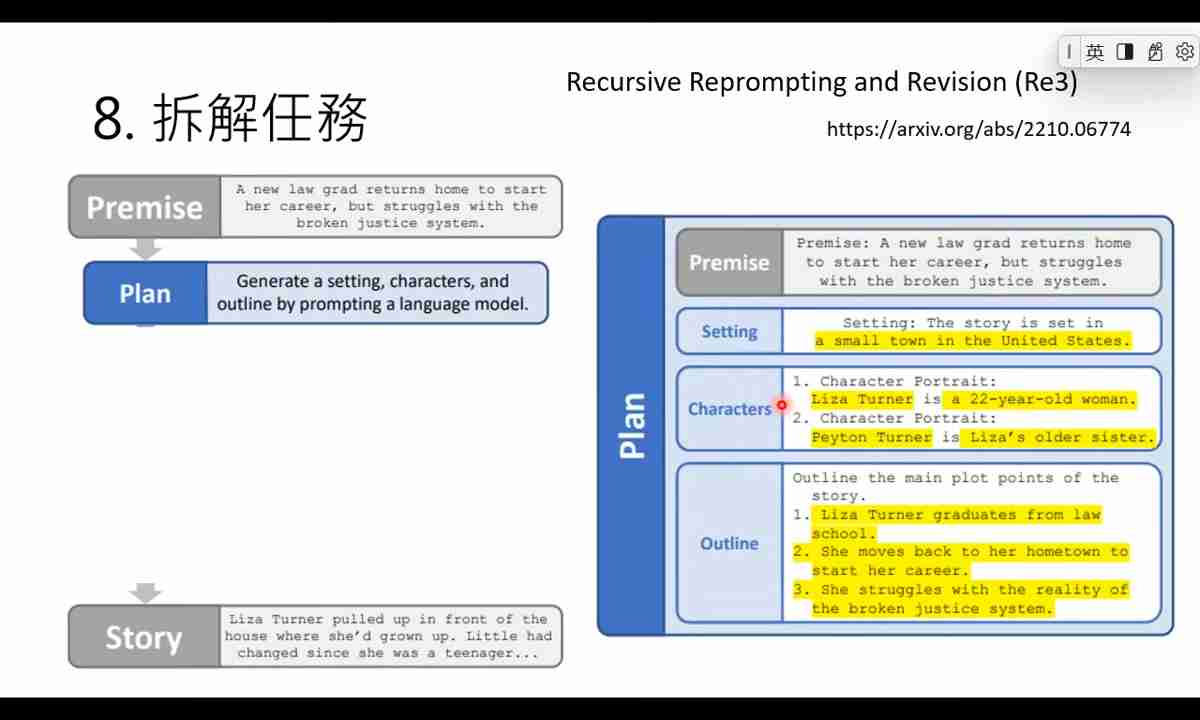 英
Recursive Reprompting and Revision (Re3)
8. 拆解任務
https://arxiv.org/abs/2210.06774
Premise
A new law grad returns home to start
her career, but struggles with the
broken justice system.
Plan
Generate a setting, characters, and
outline by prompting a language model.
Story
Liza Turner pulled up in front of the
house where she'd grown up. Little had
changed since she was a teenager...
Plan
Premise
Premise: A new law grad returns home
to start her career, but struggles
with the broken justice system.
Setting
Setting: The story is set in
a small town in the United States.
Characters
1. Character Portrait:
Liza Turner is a 22-year-old woman.
2. Character Portrait:
Peyton Turner is Liza's older sister.
Outline
Outline the main plot points of the
story.
1. Liza Turner graduates from law
school.
2. She moves back to her hometown to
start her career.
3. She struggles with the reality of
the broken justice system.